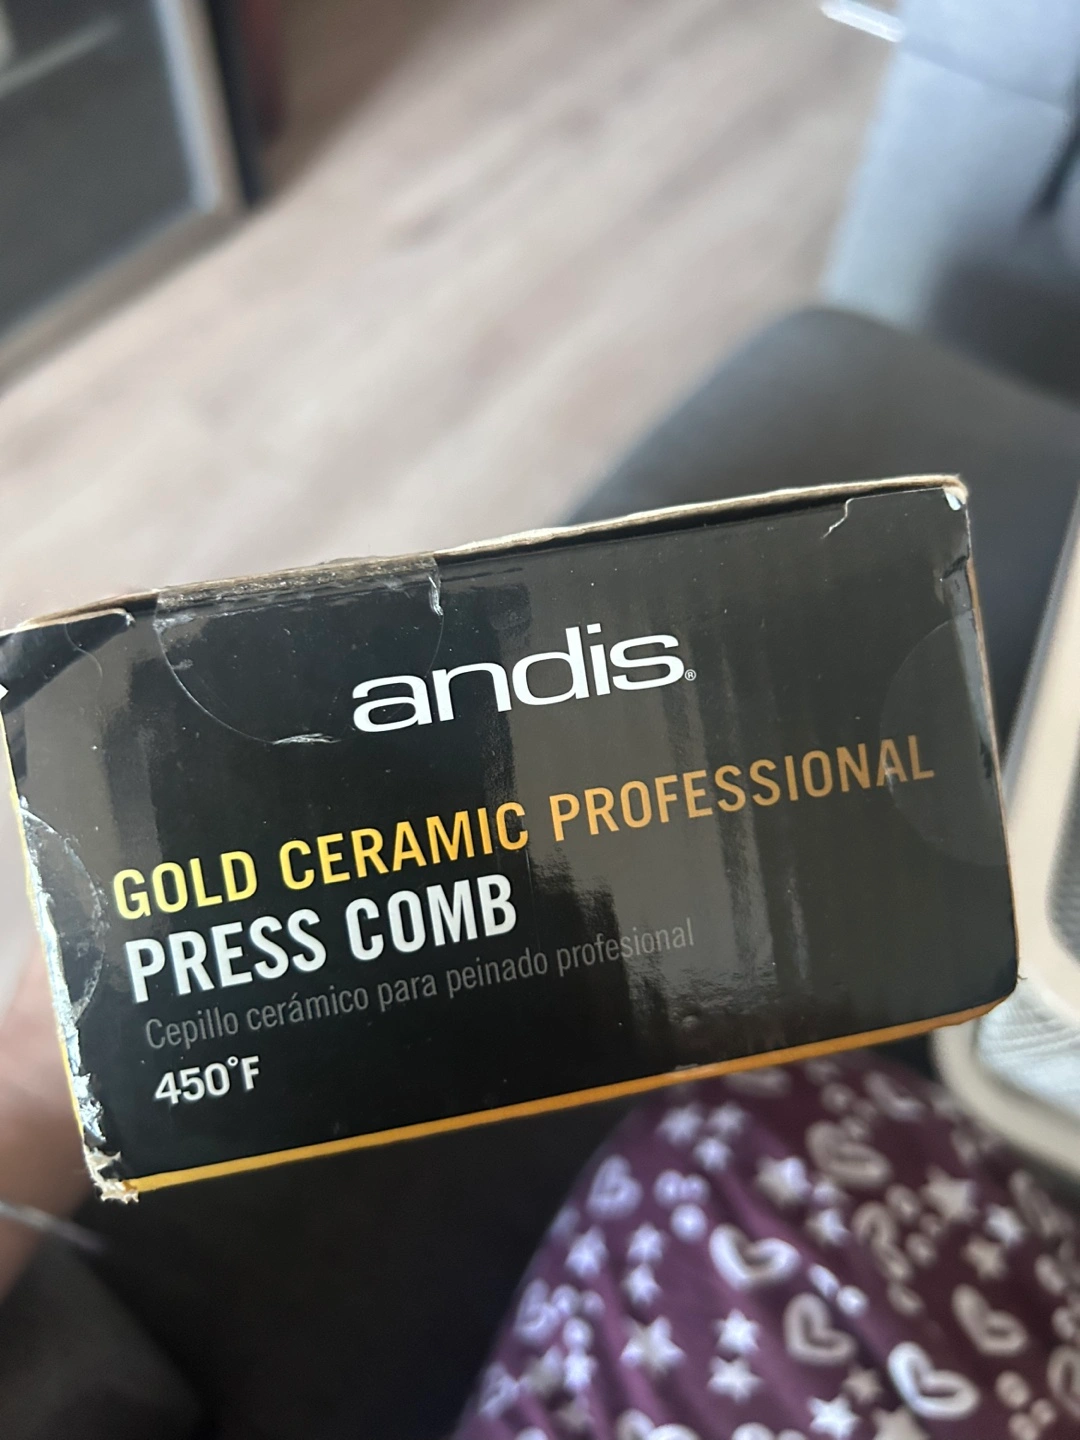 andis®
GOLD CERAMIC PROFESSIONAL
PRESS COMB
Cepillo cerámico para peinado profesional
450°F